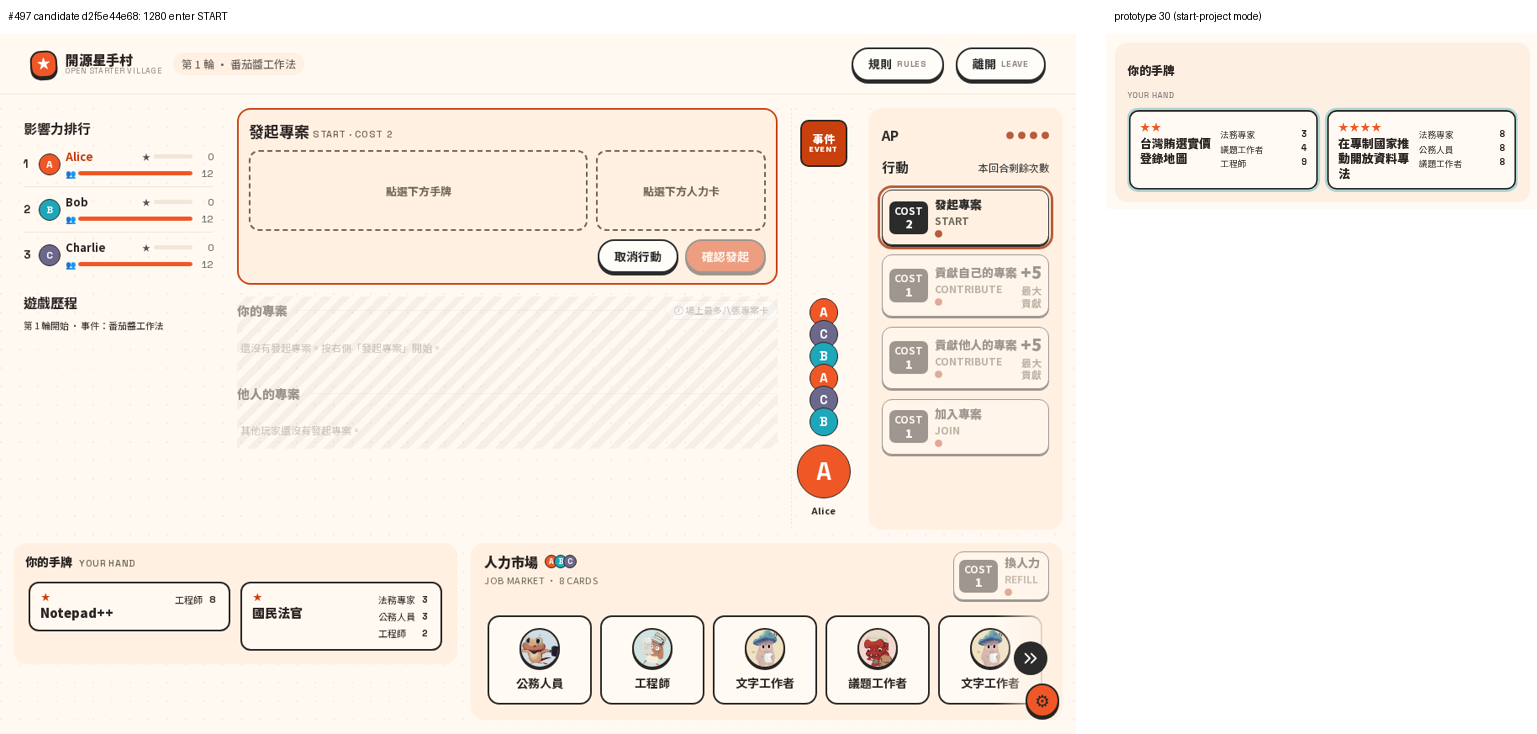 #497 candidate d2f5e44e68: 1280 enter START
prototype 30 (start-project mode)
開源星手村
OPEN STARTER VILLAGE
第 1 輪 · 番茄醬工作法
規則 RULES
離開 LEAVE
影響力排行
1 A Alice ★ 0
12
2 B Bob ★ 0
12
3 C Charlie ★ 0
12
遊戲歷程
第 1 輪開始 · 事件：番茄醬工作法
發起專案 START · COST 2
點選下方手牌
點選下方人力卡
取消行動
確認發起
你的專案
場上最多八張專案卡
還沒有發起專案。按右側「發起專案」開始。
他人的專案
其他玩家還沒有發起專案。
事件
EVENT
A
C
B
A
C
B
A
Alice
AP
行動
本回合剩餘次數
COST
2
發起專案
START
COST
1
貢獻自己的專案 +5
CONTRIBUTE
最大
貢獻
COST
1
貢獻他人的專案 +5
CONTRIBUTE
最大
貢獻
COST
1
加入專案
JOIN
你的手牌 YOUR HAND
★
Notepad++
工程師 8
★
國民法官
法務專家 3
公務人員 3
工程師 2
人力市場 A B C
JOB MARKET · 8 CARDS
COST
1
換人力
REFILL
公務人員
工程師
文字工作者
議題工作者
文字工作者
你的手牌
YOUR HAND
★★
台灣賄選實價
登錄地圖
法務專家 3
議題工作者 4
工程師 9
★★★★
在專制國家推
動開放資料專
法
法務專家 8
公務人員 8
議題工作者 8